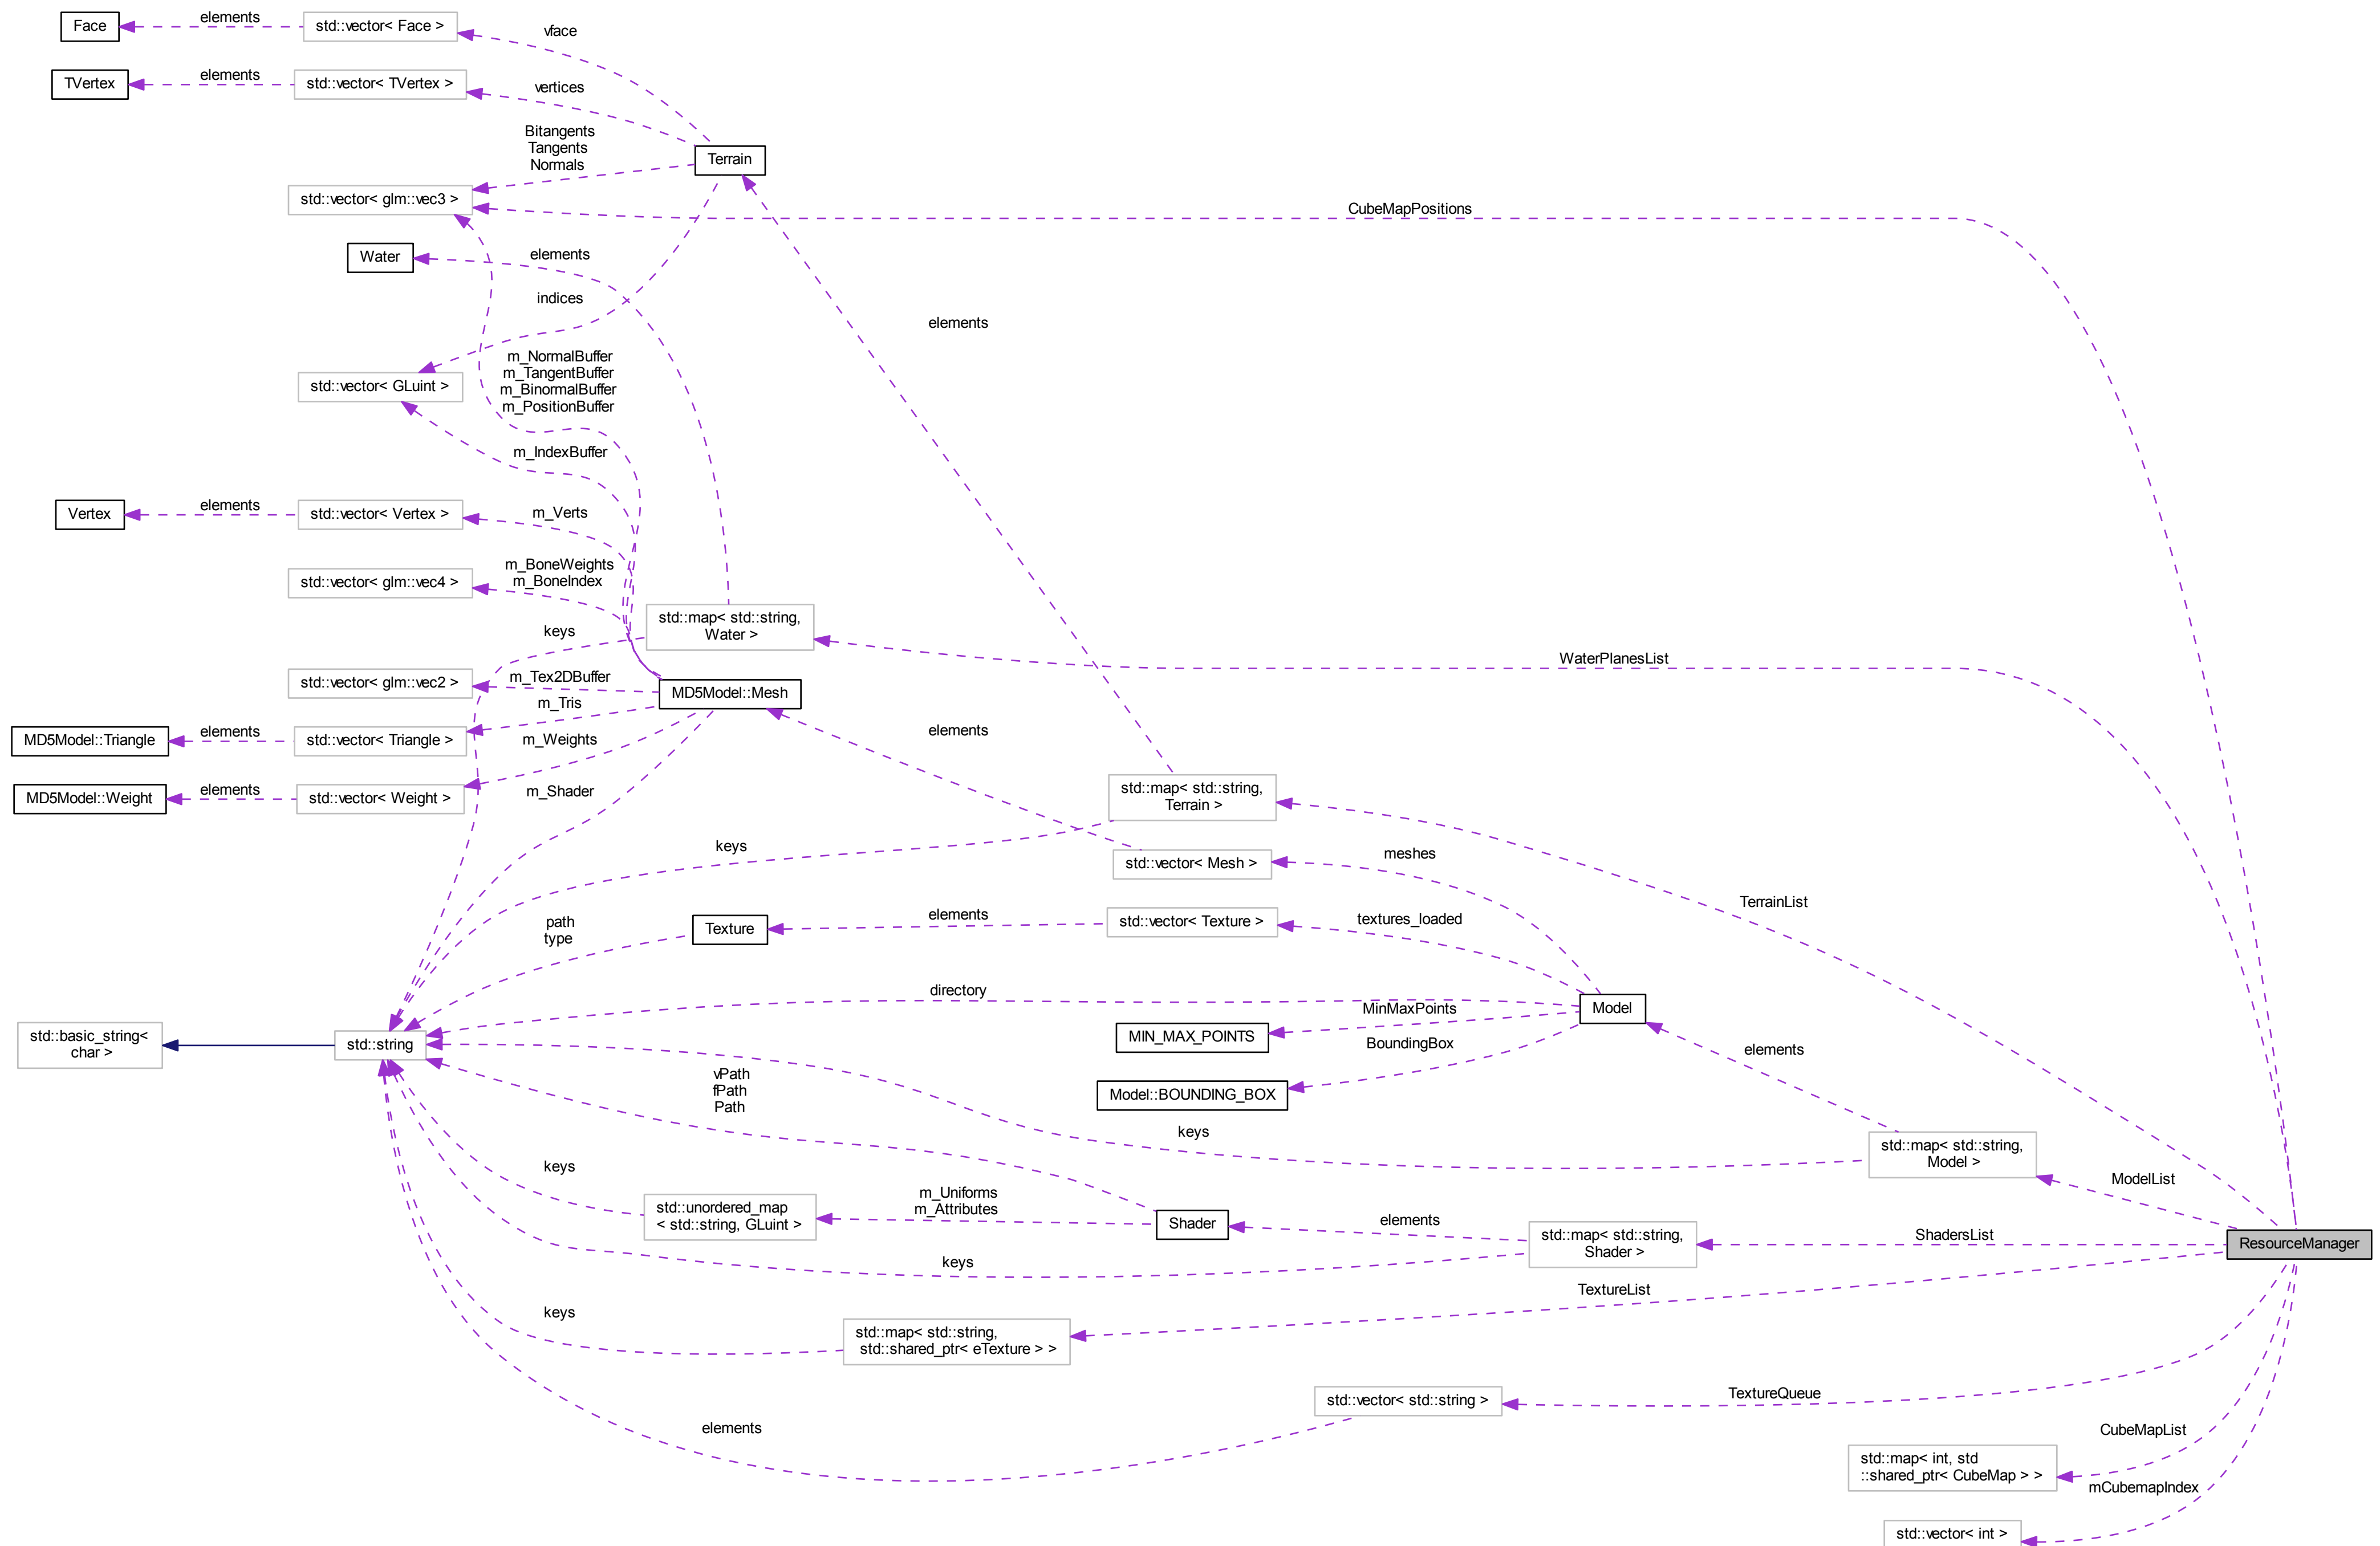 Face
elements
std::vector< Face >
vface
TVertex
elements
std::vector< TVertex >
vertices
Bitangents
Tangents
Normals
Terrain
std::vector< glm::vec3 >
CubeMapPositions
Water
elements
indices
elements
m_NormalBuffer
m_TangentBuffer
m_BinormalBuffer
m_PositionBuffer
std::vector< GLuint >
m_IndexBuffer
Vertex
elements
std::vector< Vertex >
m_Verts
m_BoneWeights
m_BoneIndex
std::vector< glm::vec4 >
std::map< std::string,
Water >
keys
WaterPlanesList
std::vector< glm::vec2 >
m_Tex2DBuffer
MD5Model::Mesh
m_Tris
MD5Model::Triangle
elements
std::vector< Triangle >
m_Weights
elements
MD5Model::Weight
elements
std::vector< Weight >
m_Shader
std::map< std::string,
Terrain >
keys
std::vector< Mesh >
meshes
TerrainList
path
type
Texture
elements
std::vector< Texture >
textures_loaded
directory
Model
MinMaxPoints
MIN_MAX_POINTS
std::basic_string<
char >
std::string
BoundingBox
elements
vPath
fPath
Path
Model::BOUNDING_BOX
keys
std::map< std::string,
Model >
ModelList
keys
std::unordered_map
< std::string, GLuint >
m_Uniforms
m_Attributes
Shader
elements
std::map< std::string,
Shader >
ShadersList
ResourceManager
keys
TextureList
keys
std::map< std::string,
std::shared_ptr< eTexture > >
std::vector< std::string >
TextureQueue
elements
CubeMapList
std::map< int, std
::shared_ptr< CubeMap > >
mCubemapIndex
std::vector< int >